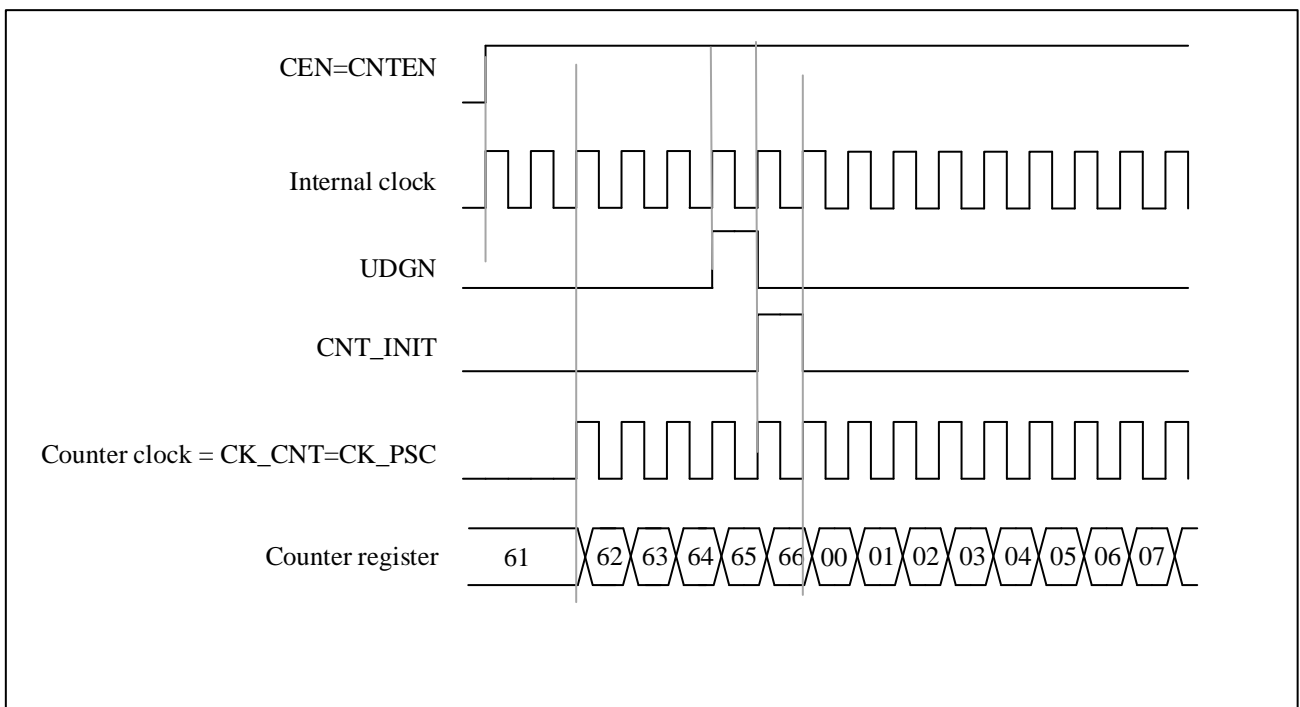 CEN=CNTEN
Internal clock
UDGN
CNT_INIT
Counter clock = CK_CNT=CK_PSC
Counter register 61 62 63 64 65 66 00 01 02 03 04 05 06 07